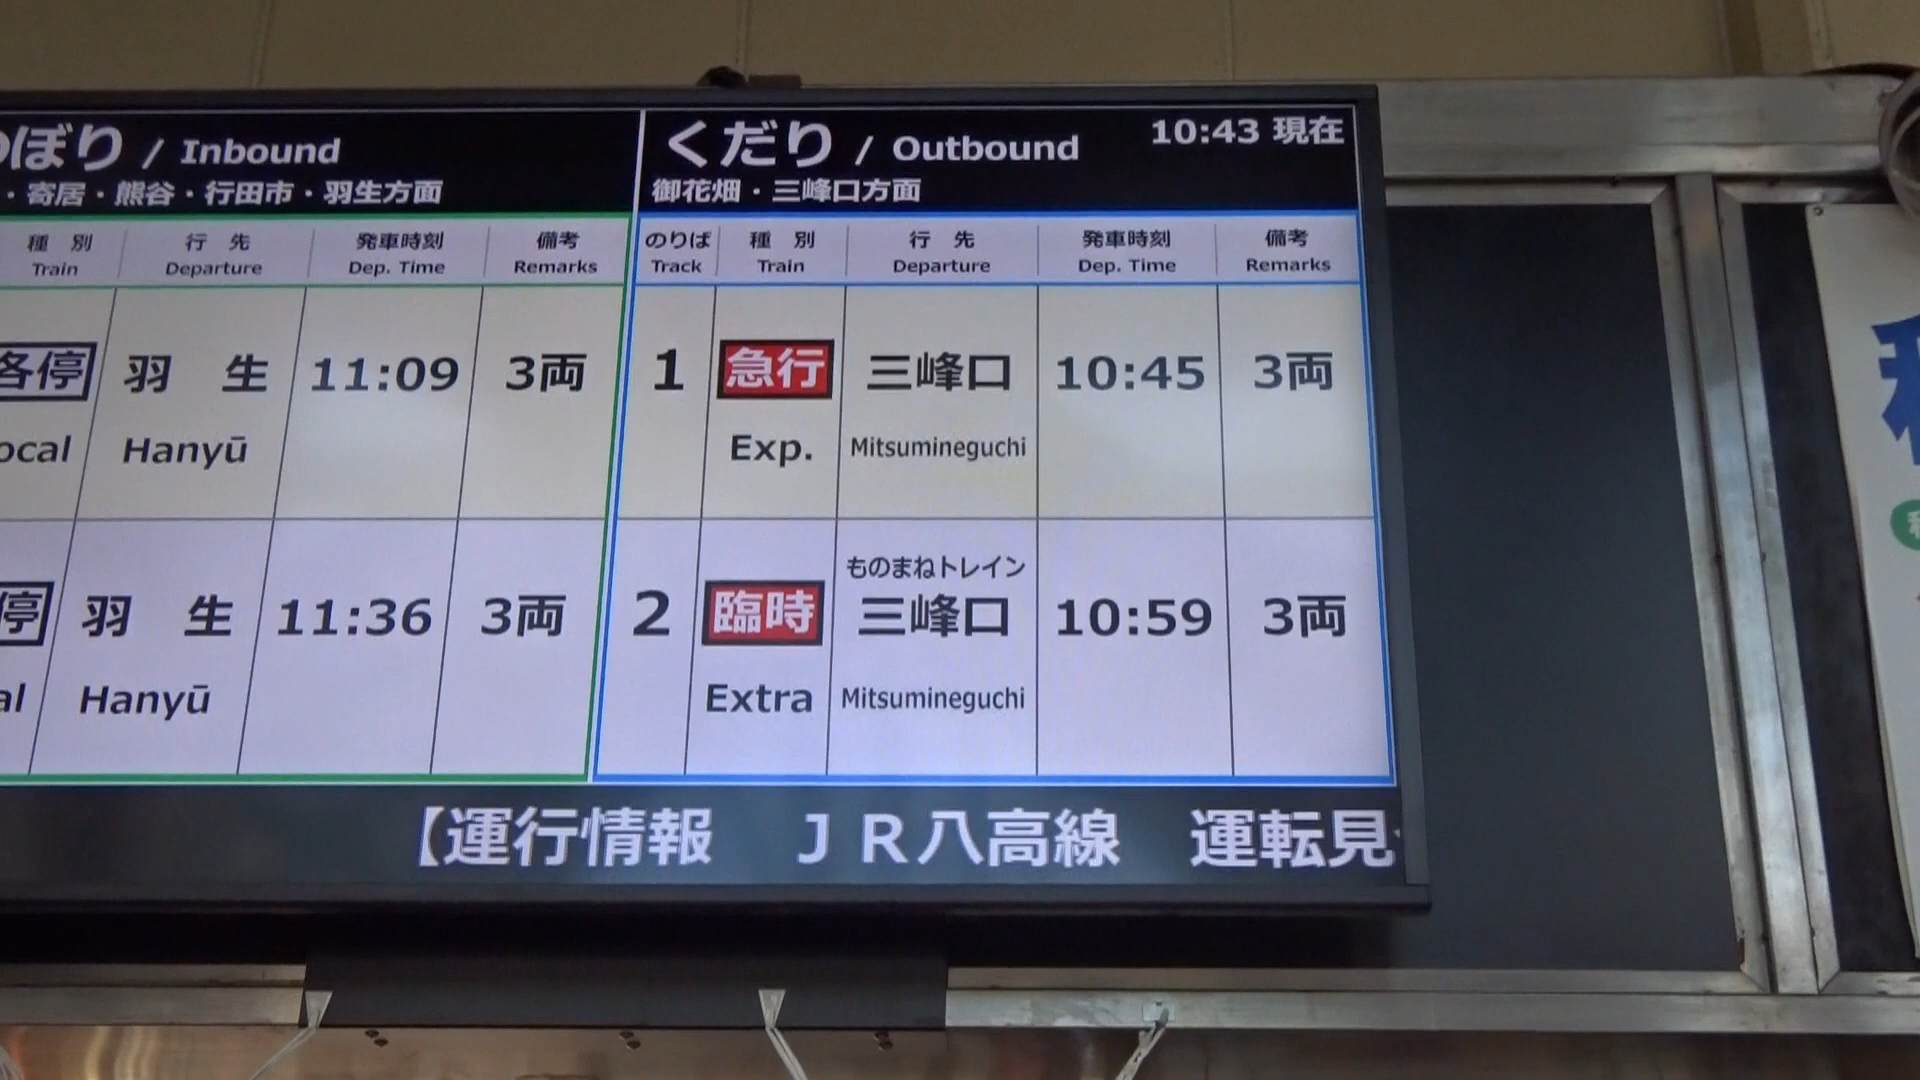 のぼり / Inbound
・寄居・熊谷・行田市・羽生方面
種 別 行 先 発車時刻 備考
Train Departure Dep. Time Remarks
各停 羽 生 11:09 3両
ocal Hanyū
停 羽 生 11:36 3両
al Hanyū
くだり / Outbound 10:43 現在
御花畑・三峰口方面
のりば 種 別 行 先 発車時刻 備考
Track Train Departure Dep. Time Remarks
1 急行 三峰口 10:45 3両
Exp. Mitsumineguchi
ものまねトレイン
2 臨時 三峰口 10:59 3両
Extra Mitsumineguchi
【運行情報 JR八高線 運転見